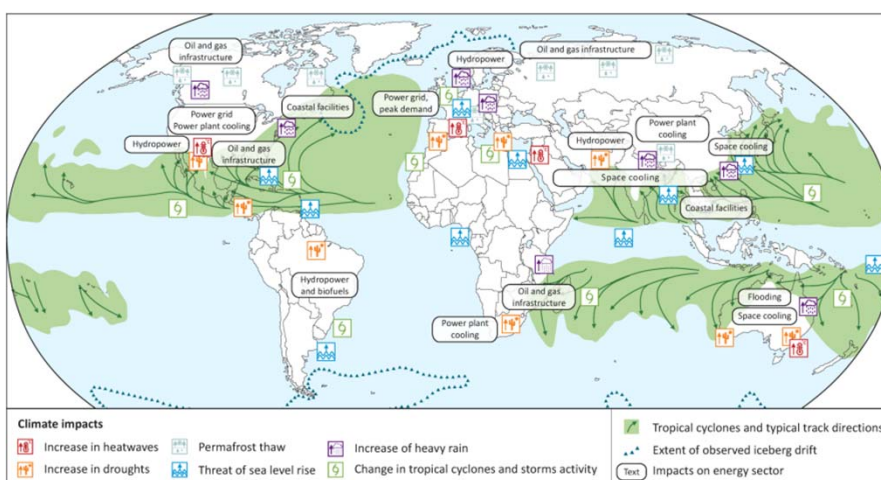 Oil and gas
infrastructure
Hydropower
Oil and gas infrastructure
Power grid
Power plant cooling
Coastal facilities
Power grid,
peak demand
Hydropower
Oil and gas
infrastructure
Hydropower
Power plant
cooling
Space cooling
Space cooling
Coastal facilities
Hydropower
and biofuels
Oil and gas
infrastructure
Power plant
cooling
Flooding
Space cooling
Climate impacts
Increase in heatwaves
Permafrost thaw
Increase of heavy rain
Increase in droughts
Threat of sea level rise
Change in tropical cyclones and storms activity
Tropical cyclones and typical track directions
Extent of observed iceberg drift
Text
Impacts on energy sector